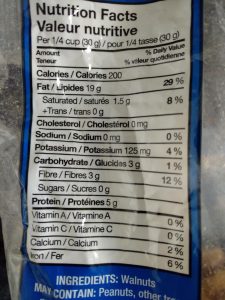 Nutrition Facts
Valeur nutritive
Per 1/4 cup (30 g) / pour 1/4 tasse (30 g)
Amount % Daily Value
Teneur % valeur quotidienne
Calories / Calories 200
Fat / Lipides 19 g 29 %
Saturated / saturés 1.5 g 8 %
+Trans / trans 0 g
Cholesterol / Cholestérol 0 mg
Sodium / Sodium 0 mg 0 %
Potassium / Potassium 125 mg 4 %
Carbohydrate / Glucides 3 g 1 %
Fibre / Fibres 3 g 12 %
Sugars / Sucres 0 g
Protein / Protéines 5 g
Vitamin A / Vitamine A 0 %
Vitamin C / Vitamine C 0 %
Calcium / Calcium 2 %
Iron / Fer 6 %
INGREDIENTS: Walnuts
MAY CONTAIN: Peanuts, other